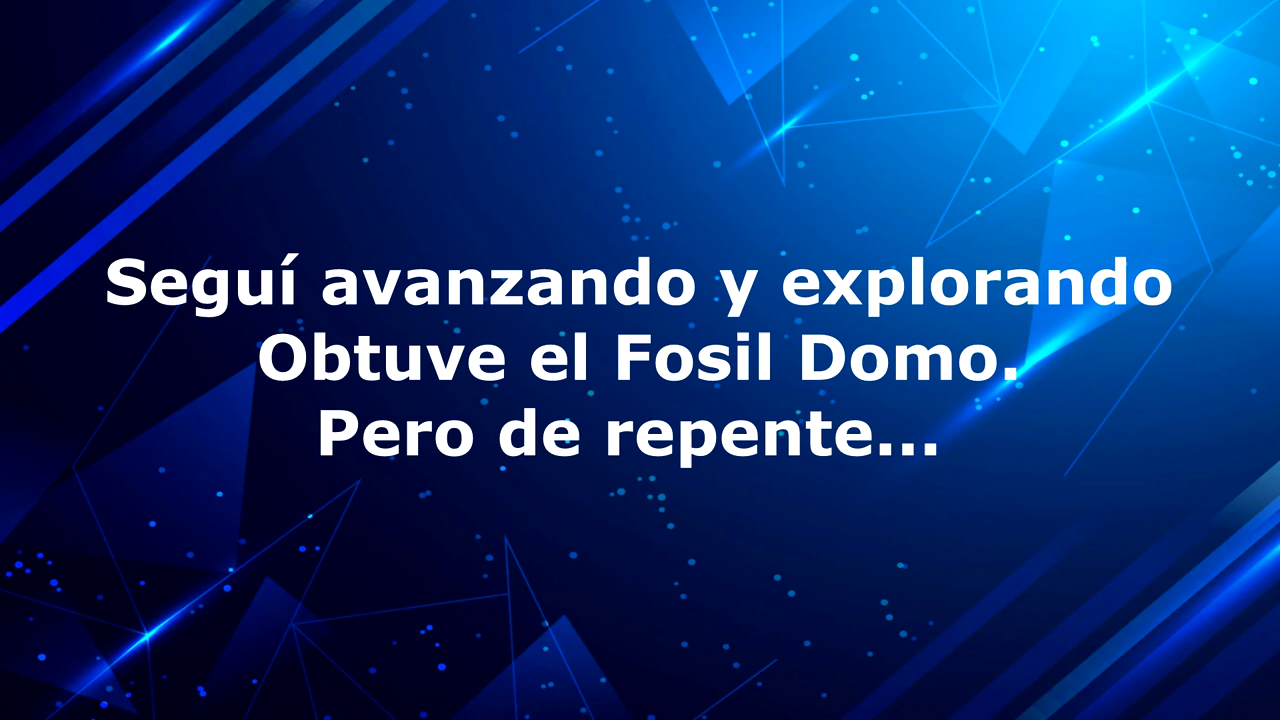 Seguí avanzando y explorando
Obtuve el Fosil Domo.
Pero de repente...